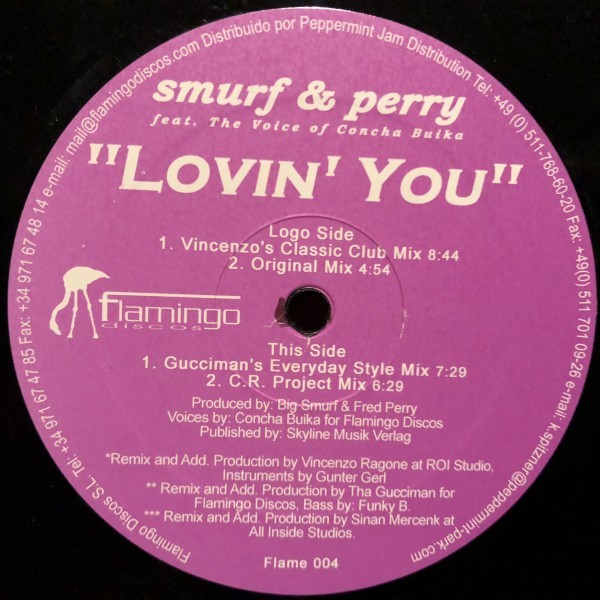 smurf & perry
feat. The Voice of Concha Buika
"LOVIN' YOU"
Logo Side
1. Vincenzo's Classic Club Mix 8:44
2. Original Mix 4:54
flamingo
discos
This Side
1. Gucciman's Everyday Style Mix 7:29
2. C.R. Project Mix 6:29
Produced by: Big Smurf & Fred Perry
Voices by: Concha Buika for Flamingo Discos
Published by: Skyline Musik Verlag
*Remix and Add. Production by Vincenzo Ragone at ROI Studio,
Instruments by Gunter Gerl
** Remix and Add. Production by Tha Gucciman for
Flamingo Discos, Bass by: Funky B.
*** Remix and Add. Production by Sinan Mercenk at
All Inside Studios.
Flame 004
Flamingo Discos S.L. Tel: +34 971 67 47 85 Fax: +34 971 67 48 14 e-mail: mail@flamingodiscos.com Distribuido por Peppermint Jam Distribution Tel: +49 (0) 511-768-60-20 Fax: +49(0) 511 701 09-26 e-mail: k.spitzner@peppermint-park.com